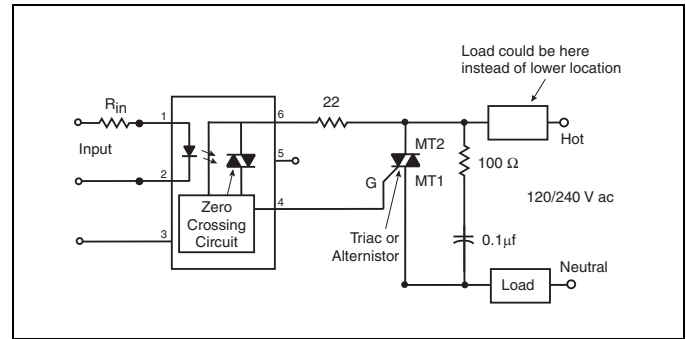 Load could be here
instead of lower location
Rin
1
6
22
Hot
Input
5
MT2
100 Ω
G
MT1
2
120/240 V ac
Zero
Crossing
Circuit
4
3
Triac or
Alternistor
0.1µf
Neutral
Load